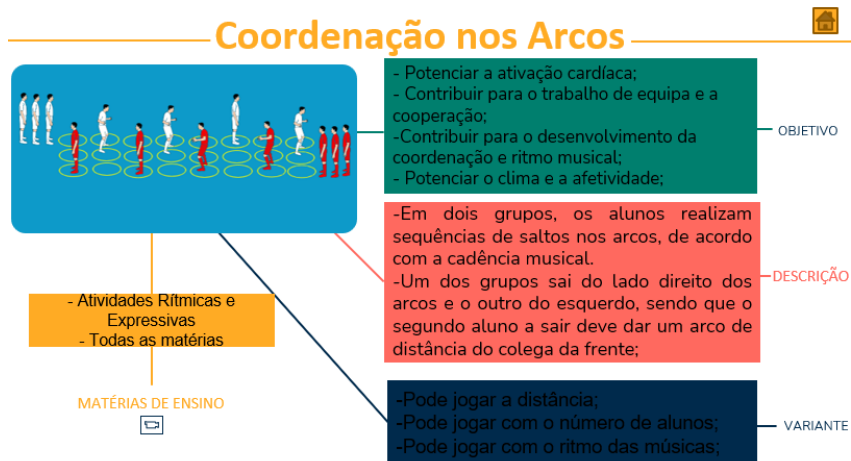 Coordenação nos Arcos
- Potenciar a ativação cardíaca;
- Contribuir para o trabalho de equipa e a
cooperação;
-Contribuir para o desenvolvimento da
coordenação e ritmo musical;
- Potenciar o clima e a afetividade;
OBJETIVO
-Em dois grupos, os alunos realizam
sequências de saltos nos arcos, de acordo
com a cadência musical.
-Um dos grupos sai do lado direito dos
arcos e o outro do esquerdo, sendo que o
segundo aluno a sair deve dar um arco de
distância do colega da frente;
DESCRIÇÃO
- Atividades Rítmicas e
Expressivas
- Todas as matérias
MATÉRIAS DE ENSINO
-Pode jogar a distância;
-Pode jogar com o número de alunos;
-Pode jogar com o ritmo das músicas;
VARIANTE